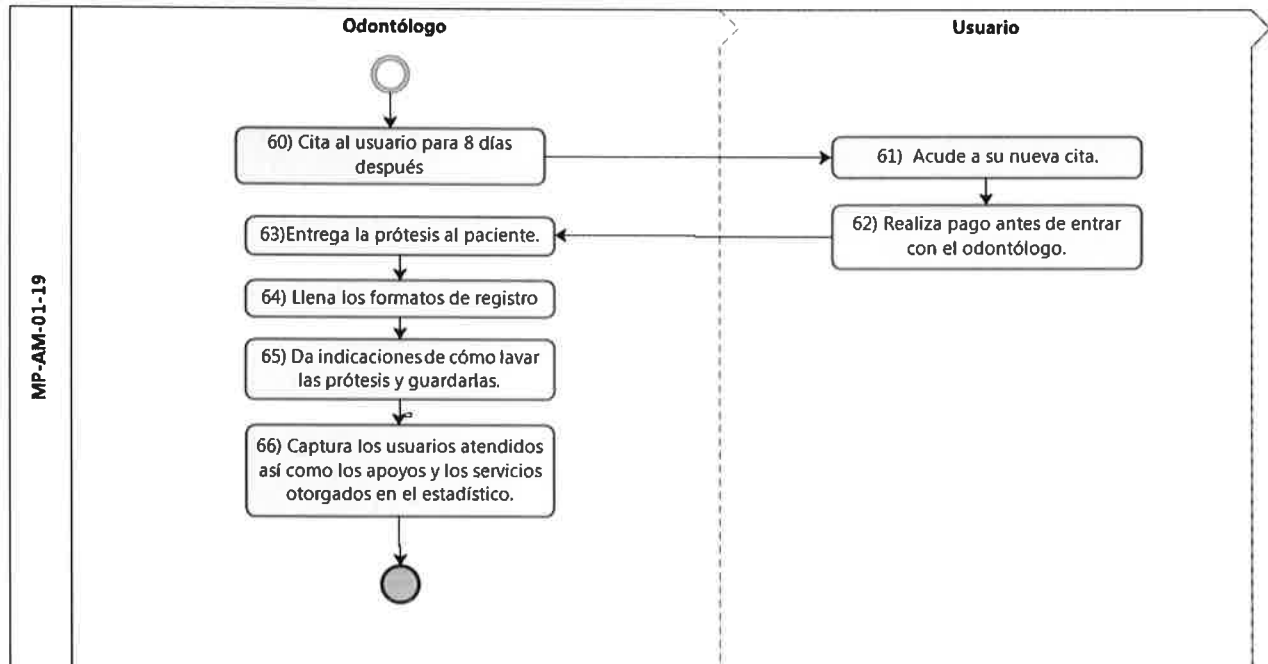 Odontólogo
Usuario
MP-AM-01-19
60) Cita al usuario para 8 días
después
61) Acude a su nueva cita.
62) Realiza pago antes de entrar
con el odontólogo.
63)Entrega la prótesis al paciente.
64) Llena los formatos de registro
65) Da indicaciones de cómo lavar
las prótesis y guardarlas.
66) Captura los usuarios atendidos
así como los apoyos y los servicios
otorgados en el estadístico.